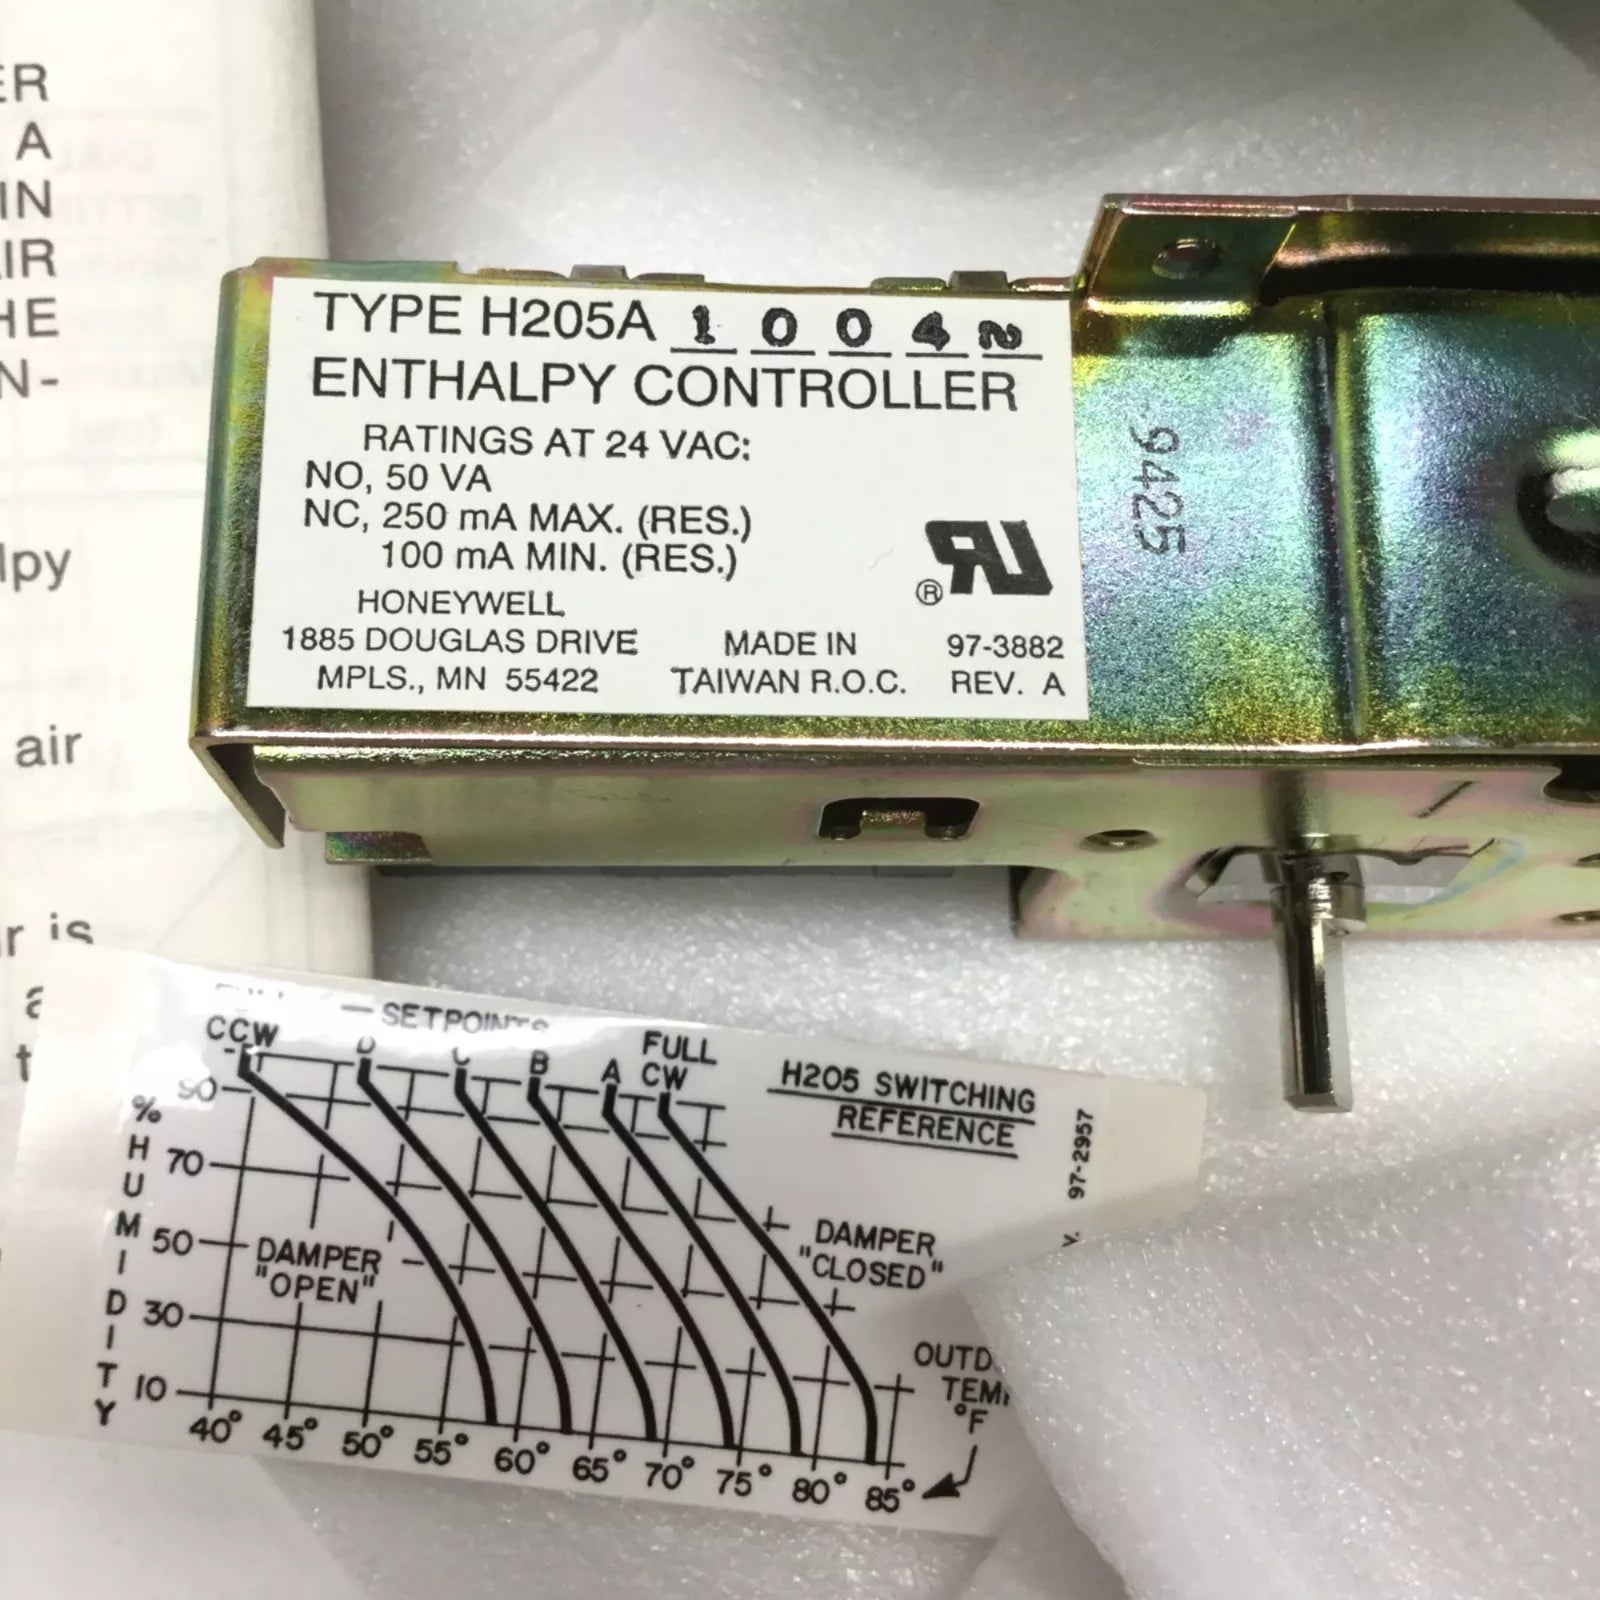 ER
A
IN
AIR
HE
N-
lpy
air
r is
TYPE H205A 1 0 0 4 2
ENTHALPY CONTROLLER
RATINGS AT 24 VAC:
NO, 50 VA
NC, 250 mA MAX. (RES.)
100 mA MIN. (RES.)
HONEYWELL
1885 DOUGLAS DRIVE
MPLS., MN 55422
MADE IN
TAIWAN R.O.C.
97-3882
REV. A
®
9425
SETPOINTS
CCW D C B A FULL CW
H205 SWITCHING
REFERENCE
97-2957
% HUMIDITY
90
70
50
30
10
DAMPER
"OPEN"
DAMPER
"CLOSED"
OUTD
TEM
°F
40° 45° 50° 55° 60° 65° 70° 75° 80° 85°